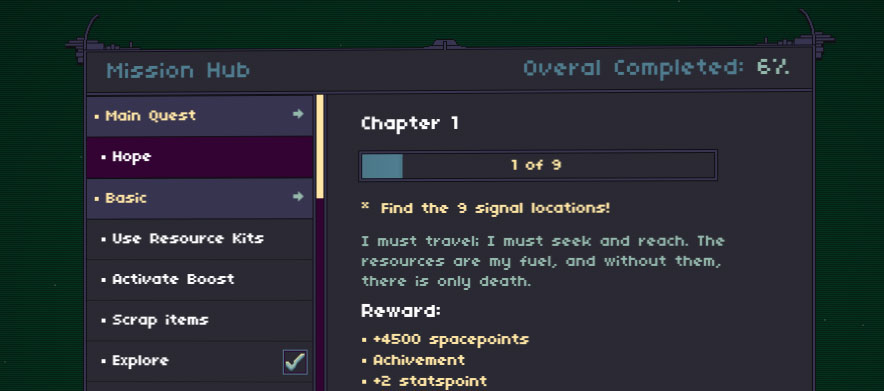 Mission Hub
Overal Completed: 6%
Main Quest
Hope
Basic
Use Resource Kits
Activate Boost
Scrap items
Explore
Chapter 1
1 of 9
* Find the 9 signal locations!
I must travel; I must seek and reach. The
resources are my fuel, and without them,
there is only death.
Reward:
+4500 spacepoints
Achivement
+2 statspoint